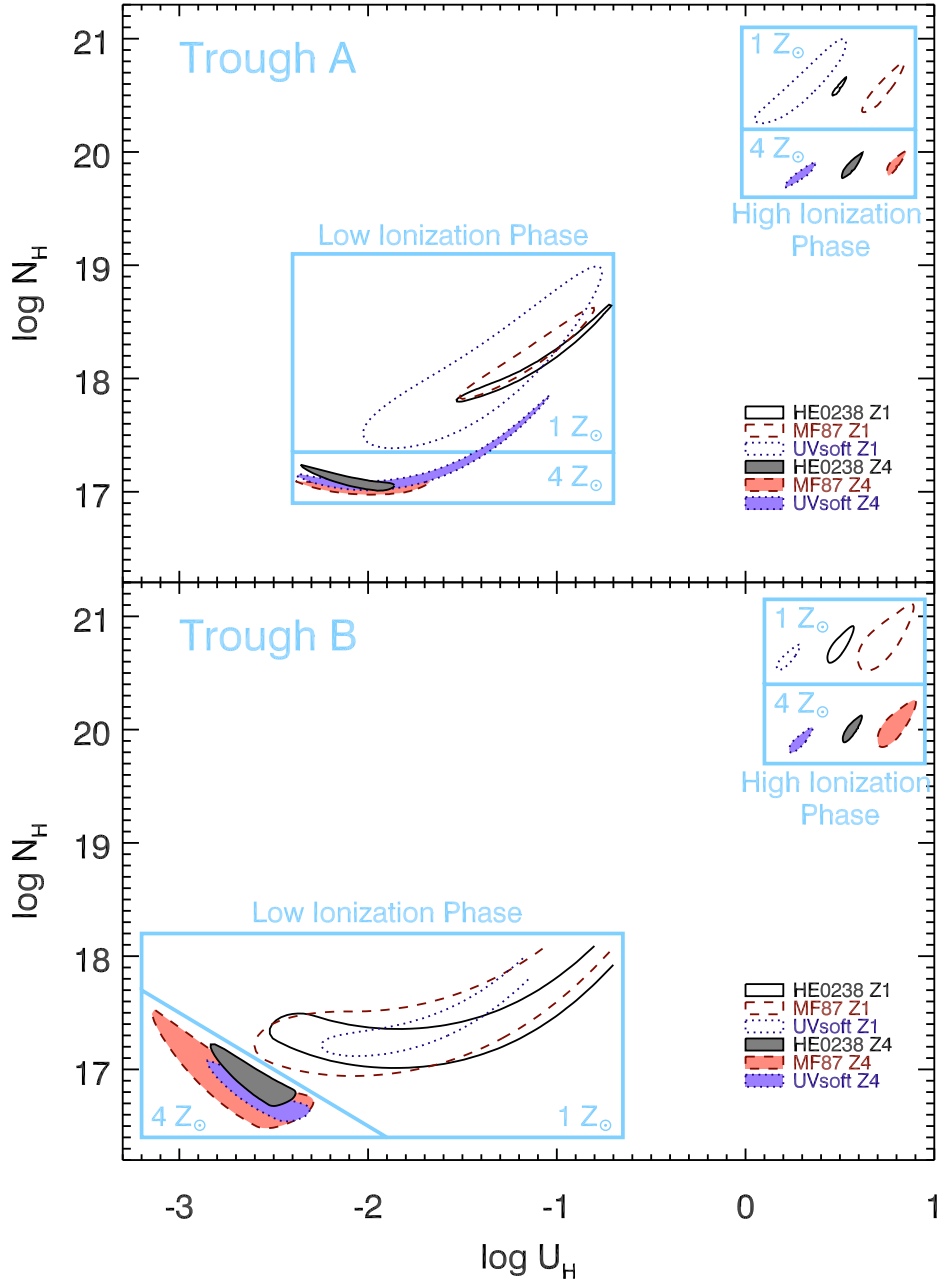 Trough A
1 Z☉
4 Z☉
High Ionization
Phase
Low Ionization Phase
1 Z☉
4 Z☉
HE0238 Z1
MF87 Z1
UVsoft Z1
HE0238 Z4
MF87 Z4
UVsoft Z4
21
20
19
18
17
log N_H
Trough B
1 Z☉
4 Z☉
High Ionization
Phase
Low Ionization Phase
4 Z☉
1 Z☉
HE0238 Z1
MF87 Z1
UVsoft Z1
HE0238 Z4
MF87 Z4
UVsoft Z4
21
20
19
18
17
log N_H
-3 -2 -1 0 1
log U_H